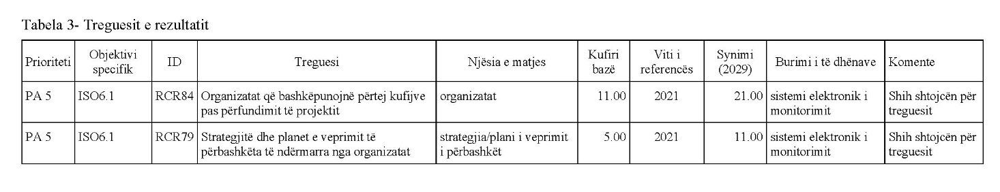 Tabela 3- Treguesit e rezultatit
Prioriteti Objektivi specifik ID Treguesi Njësia e matjes Kufiri bazë Viti i referencës Synimi (2029) Burimi i të dhënave Komente
PA 5 ISO6.1 RCR84 Organizatat që bashkëpunojnë përtej kufijve organizatat 11.00 2021 21.00 sistemi elektronik i Shih shtojcën për
pas përfundimit të projektit monitorimit treguesit
PA 5 ISO6.1 RCR79 Strategjitë dhe planet e veprimit të strategjia/plani i veprimit 5.00 2021 11.00 sistemi elektronik i Shih shtojcën për
përbashkëta të ndërmarra nga organizatat i përbashkët monitorimit treguesit